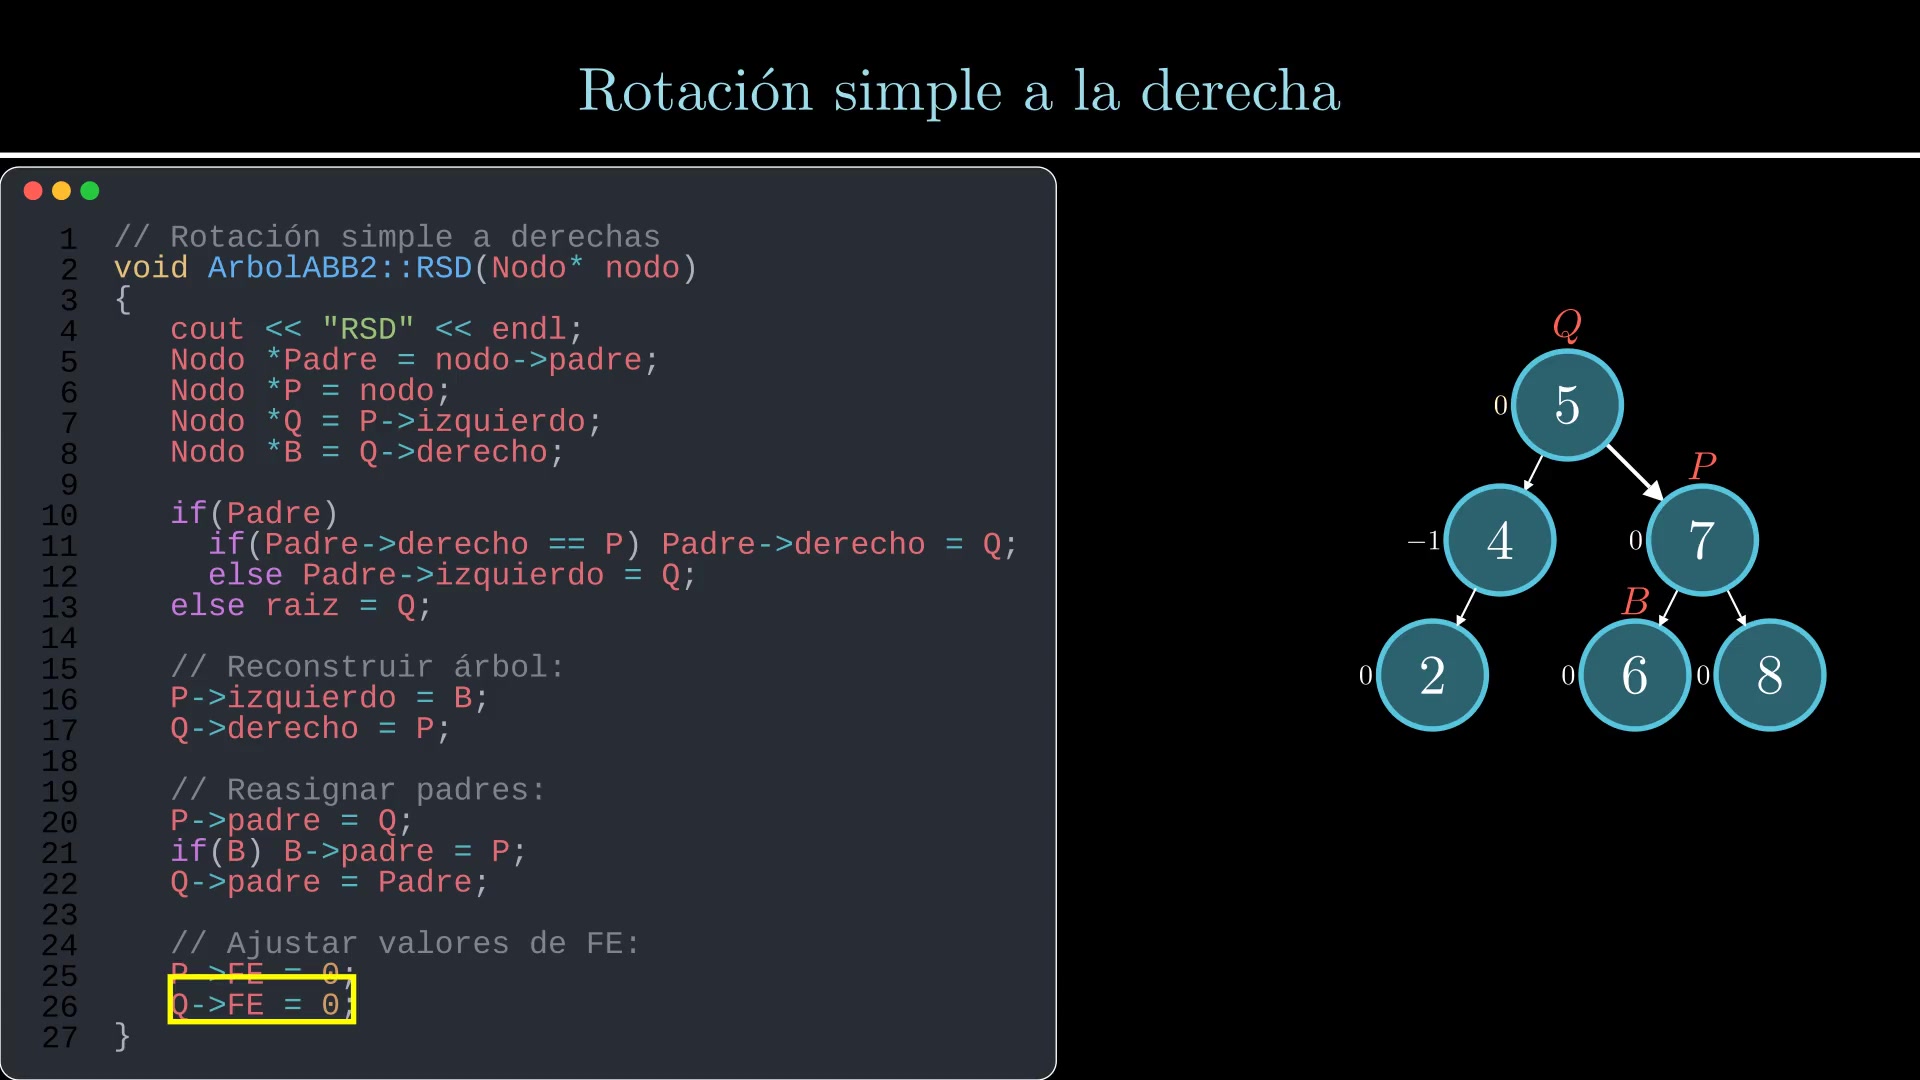 Rotación simple a la derecha
1 // Rotación simple a derechas
2 void ArbolABB2::RSD(Nodo* nodo)
3 {
4 cout << "RSD" << endl;
5 Nodo *Padre = nodo->padre;
6 Nodo *P = nodo;
7 Nodo *Q = P->izquierdo;
8 Nodo *B = Q->derecho;
9
10 if(Padre)
11 if(Padre->derecho == P) Padre->derecho = Q;
12 else Padre->izquierdo = Q;
13 else raiz = Q;
14
15 // Reconstruir árbol:
16 P->izquierdo = B;
17 Q->derecho = P;
18
19 // Reasignar padres:
20 P->padre = Q;
21 if(B) B->padre = P;
22 Q->padre = Padre;
23
24 // Ajustar valores de FE:
25 P->FE = 0;
26 Q->FE = 0;
27 }
Q
0 5
P
−1 4 0 7
B
0 2 0 6 0 8